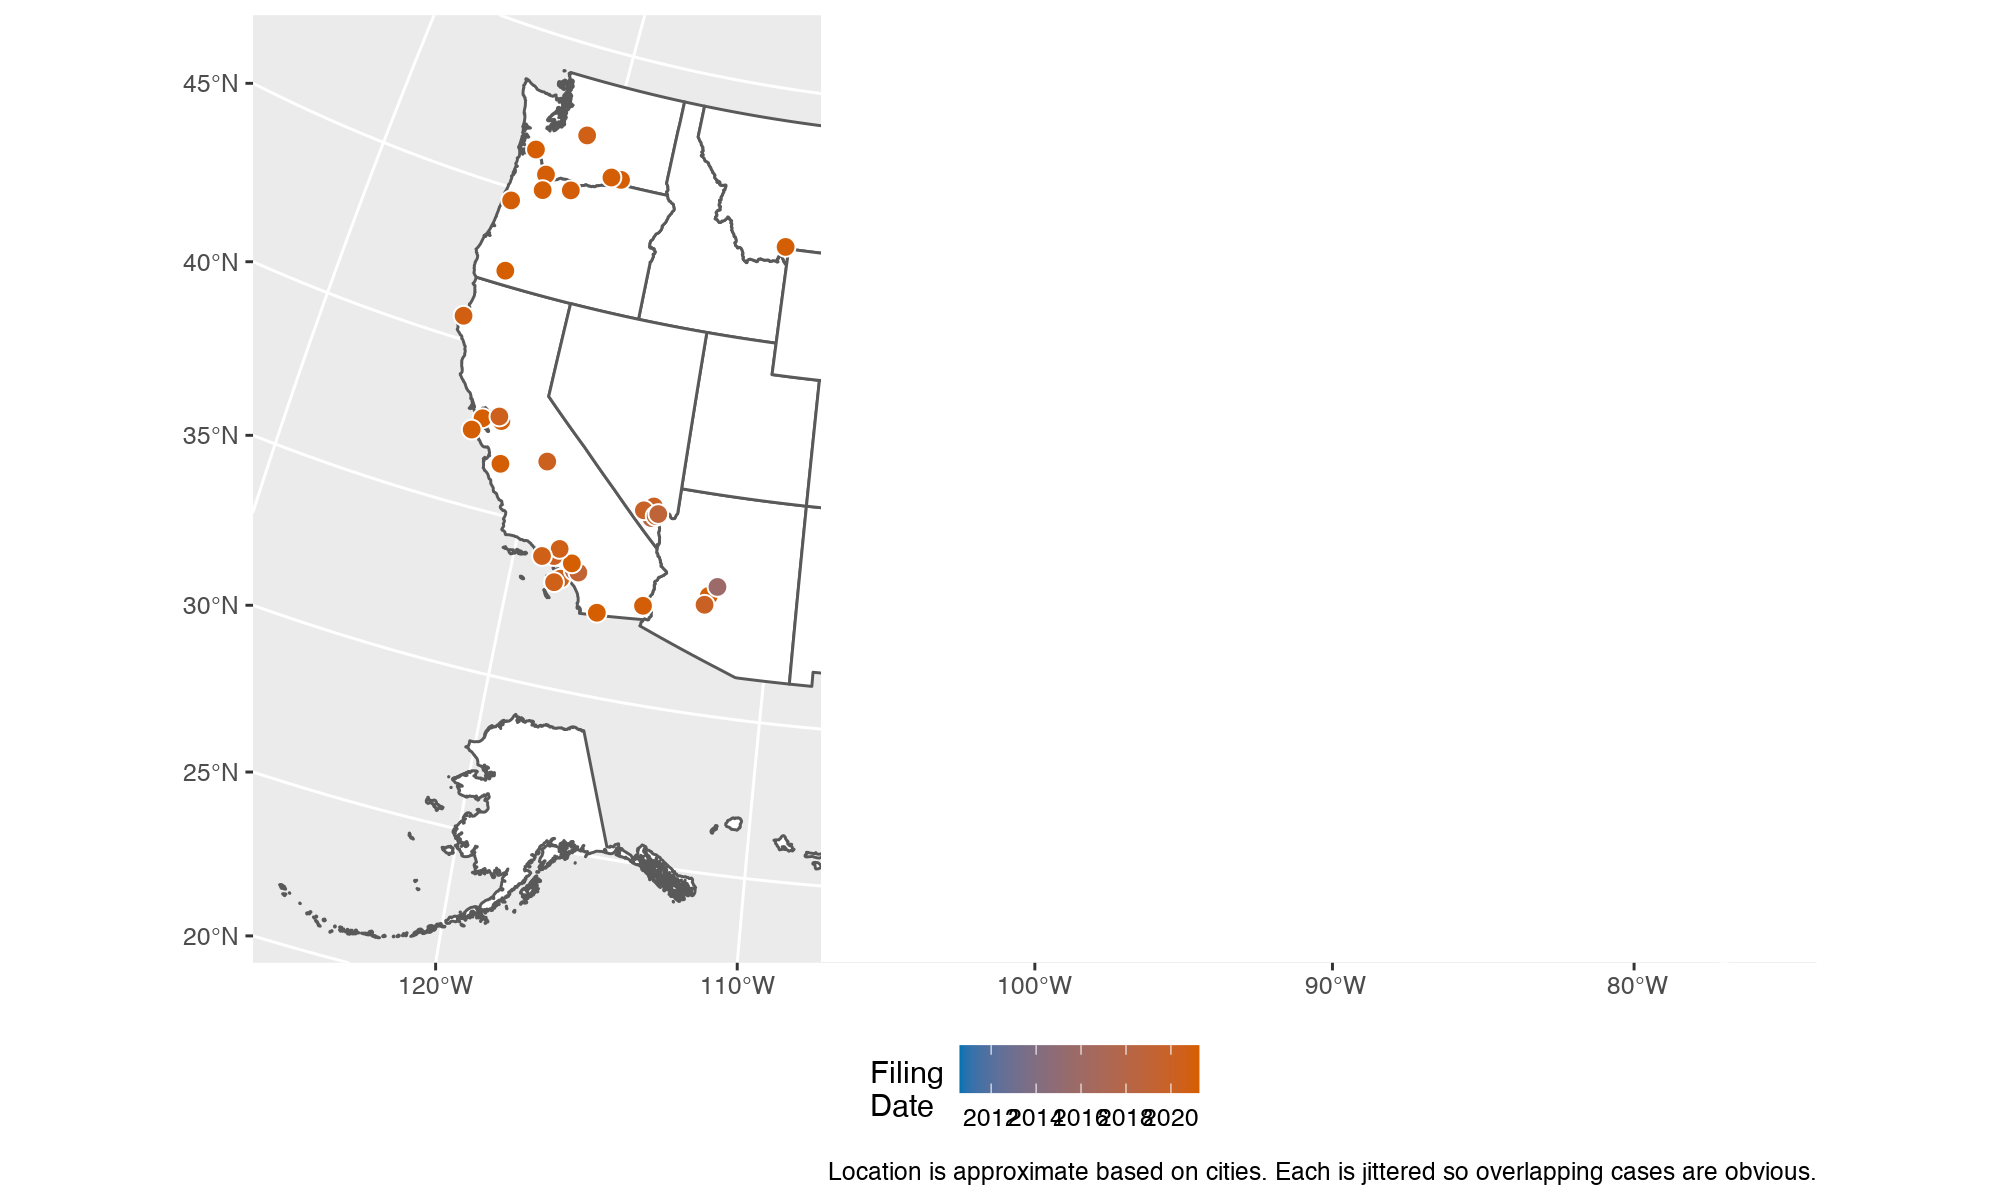 45°N
40°N
35°N
30°N
25°N
20°N
120°W 110°W 100°W 90°W 80°W
Filing
Date
2012 2014 2016 2018 2020
Location is approximate based on cities. Each is jittered so overlapping cases are obvious.